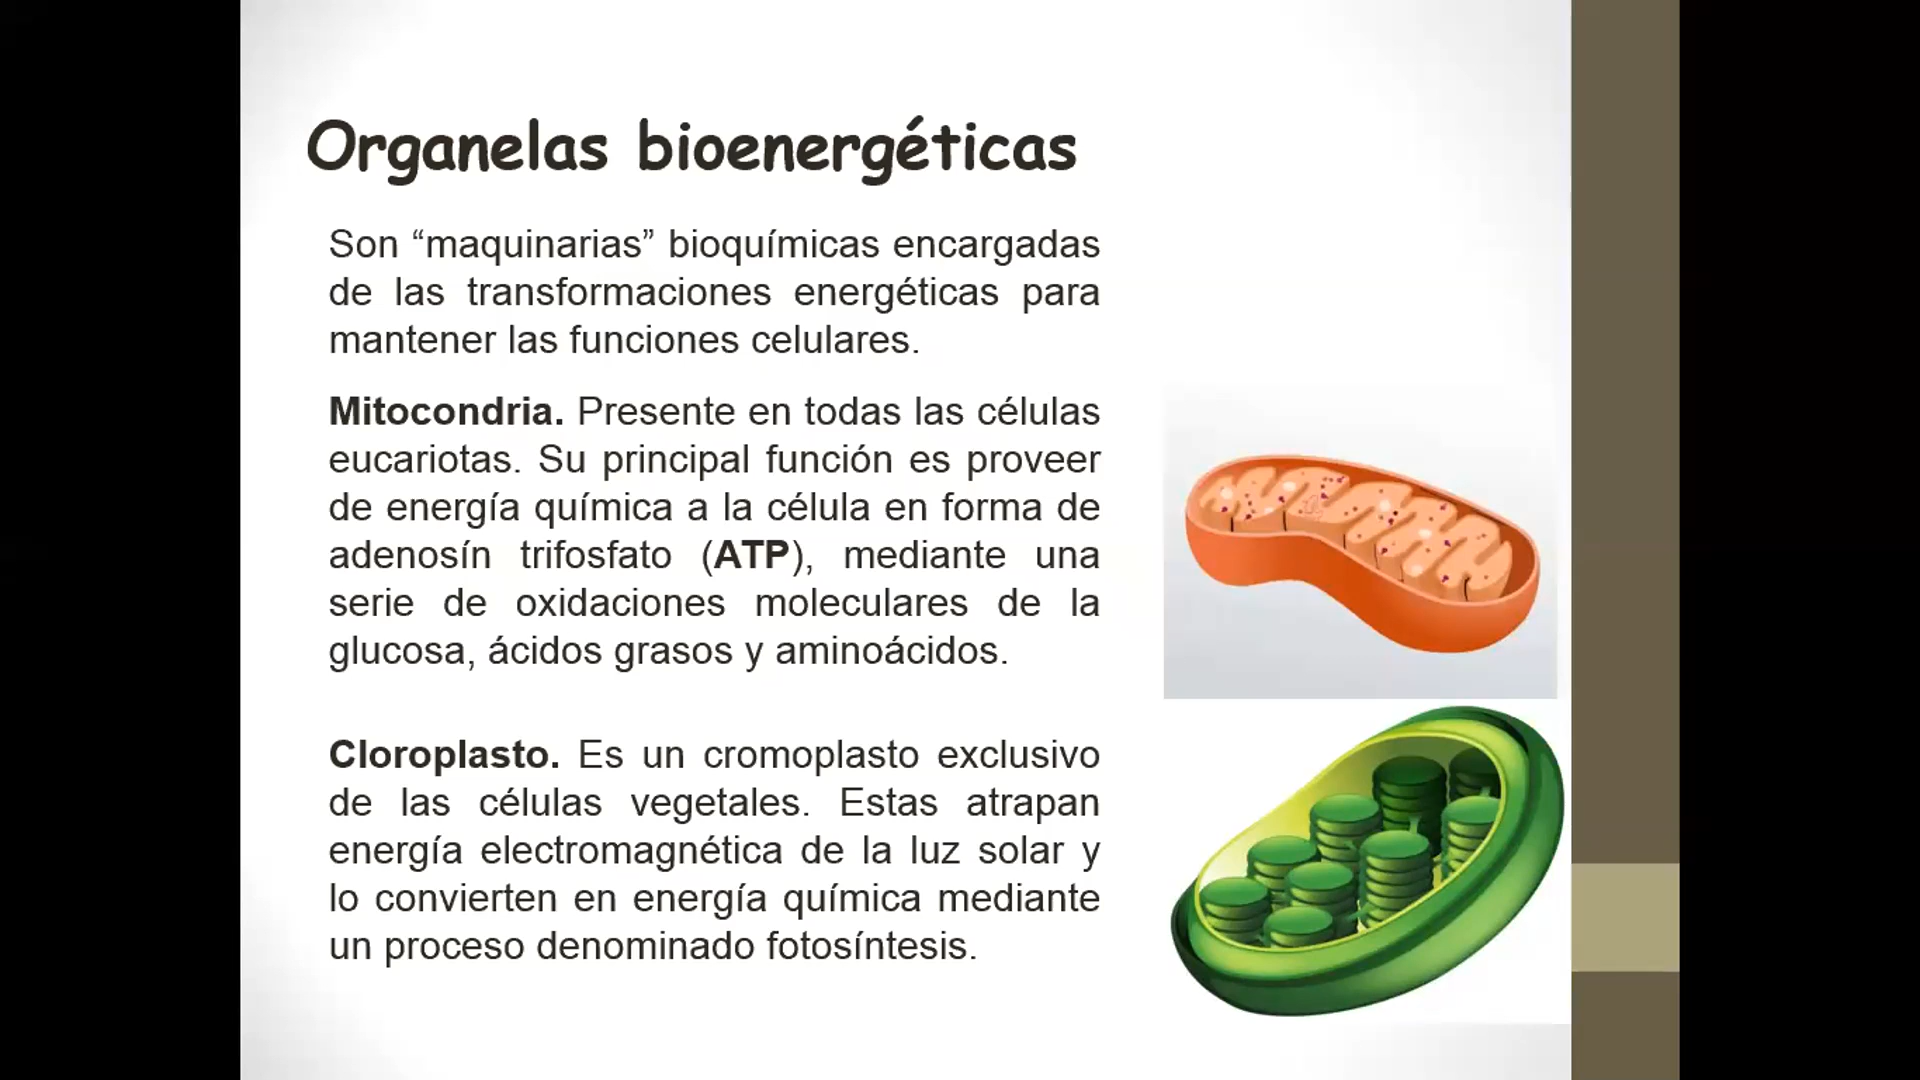 Organelas bioenergéticas
Son “maquinarias” bioquímicas encargadas
de las transformaciones energéticas para
mantener las funciones celulares.
Mitocondria. Presente en todas las células
eucariotas. Su principal función es proveer
de energía química a la célula en forma de
adenosín trifosfato (ATP), mediante una
serie de oxidaciones moleculares de la
glucosa, ácidos grasos y aminoácidos.
Cloroplasto. Es un cromoplasto exclusivo
de las células vegetales. Estas atrapan
energía electromagnética de la luz solar y
lo convierten en energía química mediante
un proceso denominado fotosíntesis.